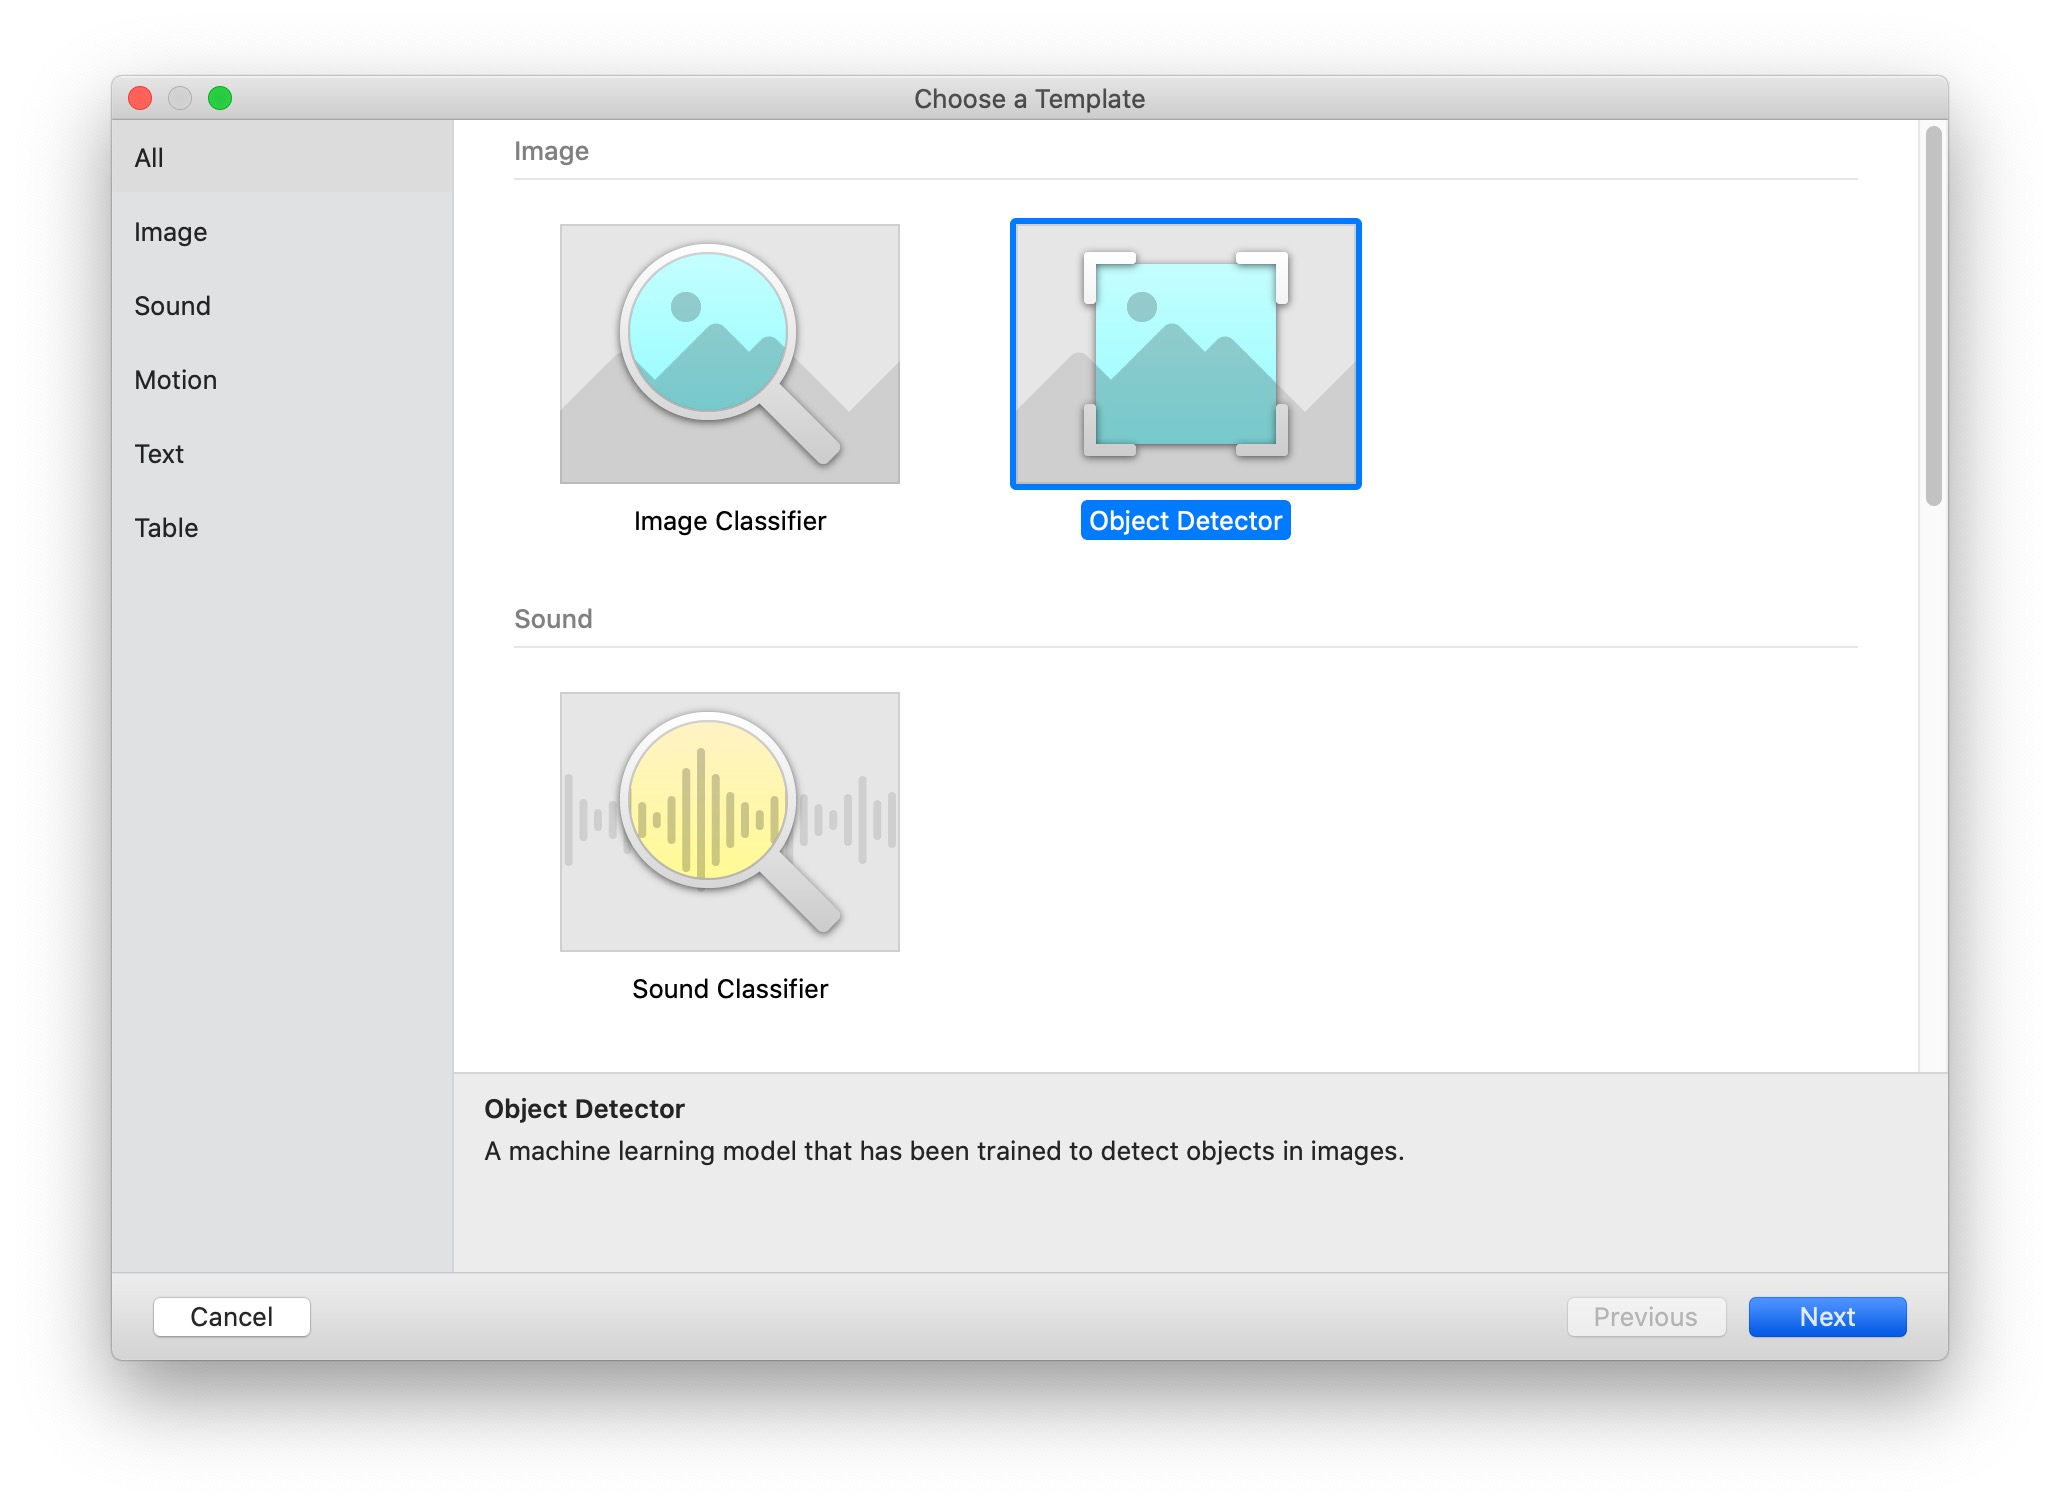 Choose a Template
All
Image
Sound
Motion
Text
Table
Image
Image Classifier
Object Detector
Sound
Sound Classifier
Object Detector
A machine learning model that has been trained to detect objects in images.
Cancel
Previous
Next